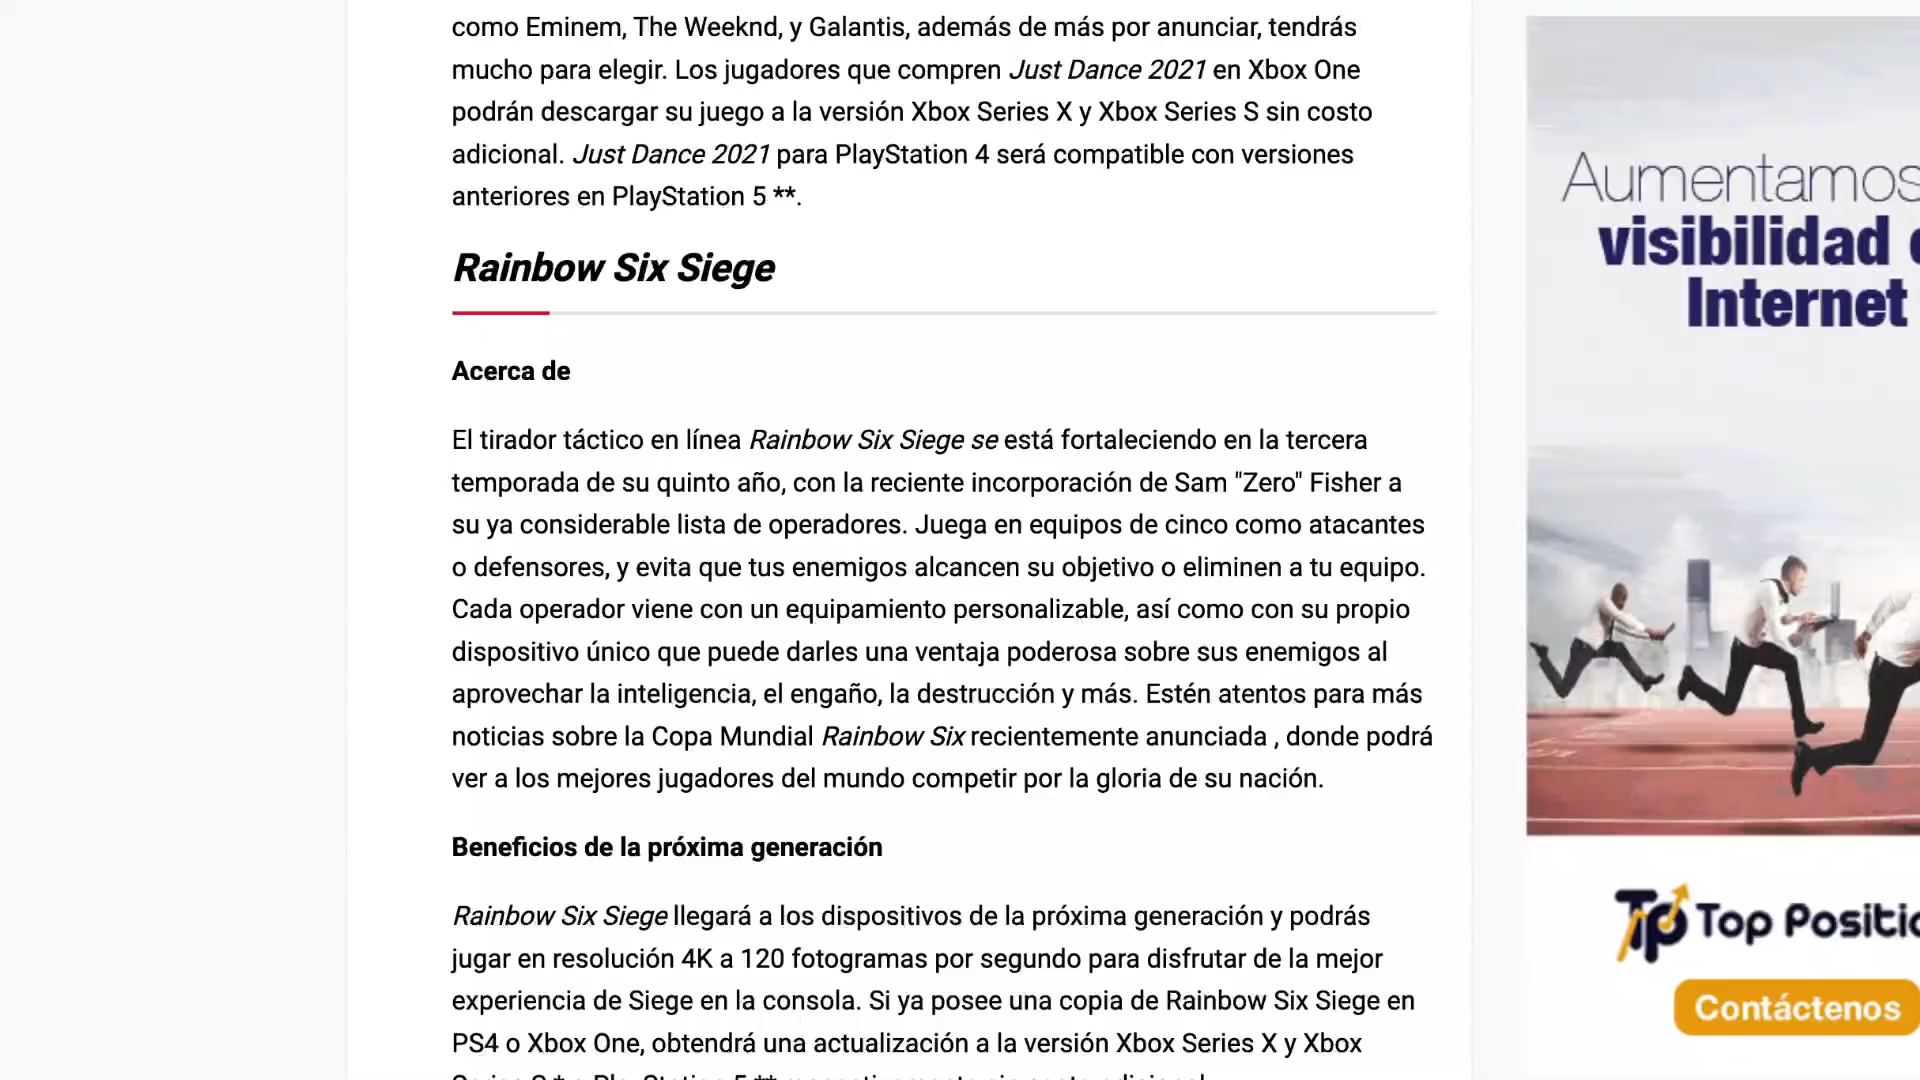 como Eminem, The Weeknd, y Galantis, además de más por anunciar, tendrás
mucho para elegir. Los jugadores que compren Just Dance 2021 en Xbox One
podrán descargar su juego a la versión Xbox Series X y Xbox Series S sin costo
adicional. Just Dance 2021 para PlayStation 4 será compatible con versiones
anteriores en PlayStation 5 **.
Rainbow Six Siege
Acerca de
El tirador táctico en línea Rainbow Six Siege se está fortaleciendo en la tercera
temporada de su quinto año, con la reciente incorporación de Sam "Zero" Fisher a
su ya considerable lista de operadores. Juega en equipos de cinco como atacantes
o defensores, y evita que tus enemigos alcancen su objetivo o eliminen a tu equipo.
Cada operador viene con un equipamiento personalizable, así como con su propio
dispositivo único que puede darles una ventaja poderosa sobre sus enemigos al
aprovechar la inteligencia, el engaño, la destrucción y más. Estén atentos para más
noticias sobre la Copa Mundial Rainbow Six recientemente anunciada , donde podrá
ver a los mejores jugadores del mundo competir por la gloria de su nación.
Beneficios de la próxima generación
Rainbow Six Siege llegará a los dispositivos de la próxima generación y podrás
jugar en resolución 4K a 120 fotogramas por segundo para disfrutar de la mejor
experiencia de Siege en la consola. Si ya posee una copia de Rainbow Six Siege en
PS4 o Xbox One, obtendrá una actualización a la versión Xbox Series X y Xbox
Aumentamos
visibilidad
Internet
Top Positio
Contáctenos